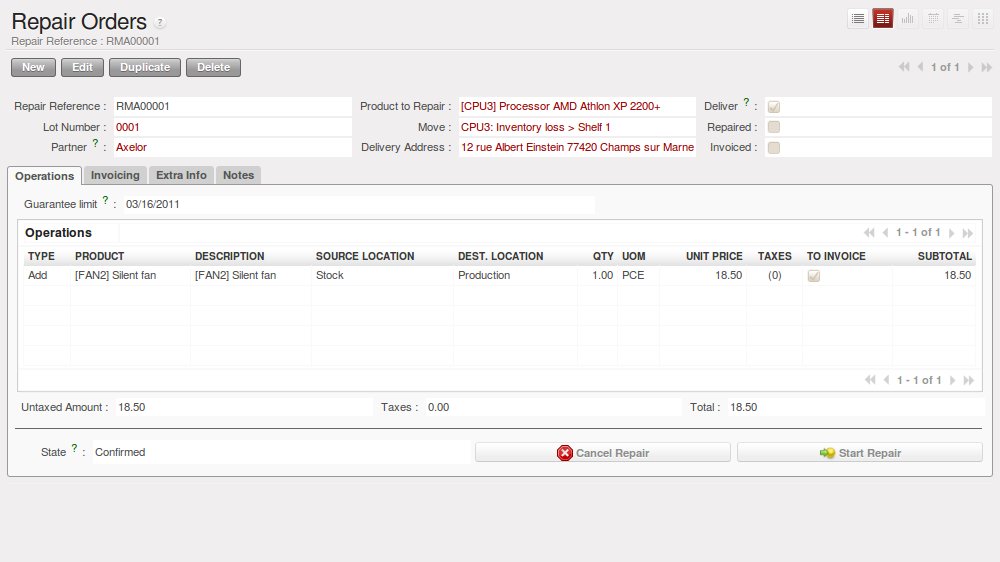 Repair Orders ?
Repair Reference : RMA00001
New Edit Duplicate Delete 1 of 1
Repair Reference : RMA00001 Product to Repair : [CPU3] Processor AMD Athlon XP 2200+ Deliver ? :
Lot Number : 0001 Move : CPU3: Inventory loss > Shelf 1 Repaired :
Partner ? : Axelor Delivery Address : 12 rue Albert Einstein 77420 Champs sur Marne Invoiced :
Operations Invoicing Extra Info Notes
Guarantee limit ? : 03/16/2011
Operations 1 - 1 of 1
TYPE PRODUCT DESCRIPTION SOURCE LOCATION DEST. LOCATION QTY UOM UNIT PRICE TAXES TO INVOICE SUBTOTAL
Add [FAN2] Silent fan [FAN2] Silent fan Stock Production 1.00 PCE 18.50 (0) 18.50
1 - 1 of 1
Untaxed Amount : 18.50 Taxes : 0.00 Total : 18.50
State ? : Confirmed Cancel Repair Start Repair